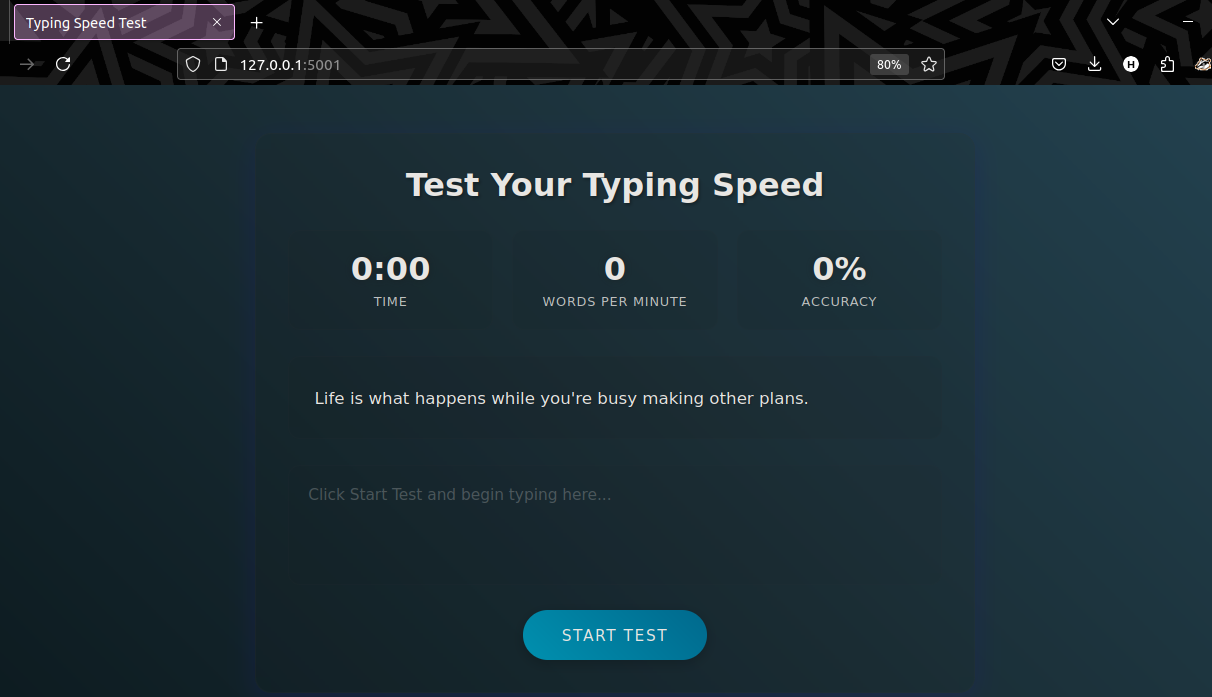 Typing Speed Test
127.0.0.1:5001
80%
H
Test Your Typing Speed
0:00
TIME
0
WORDS PER MINUTE
0%
ACCURACY
Life is what happens while you're busy making other plans.
Click Start Test and begin typing here...
START TEST